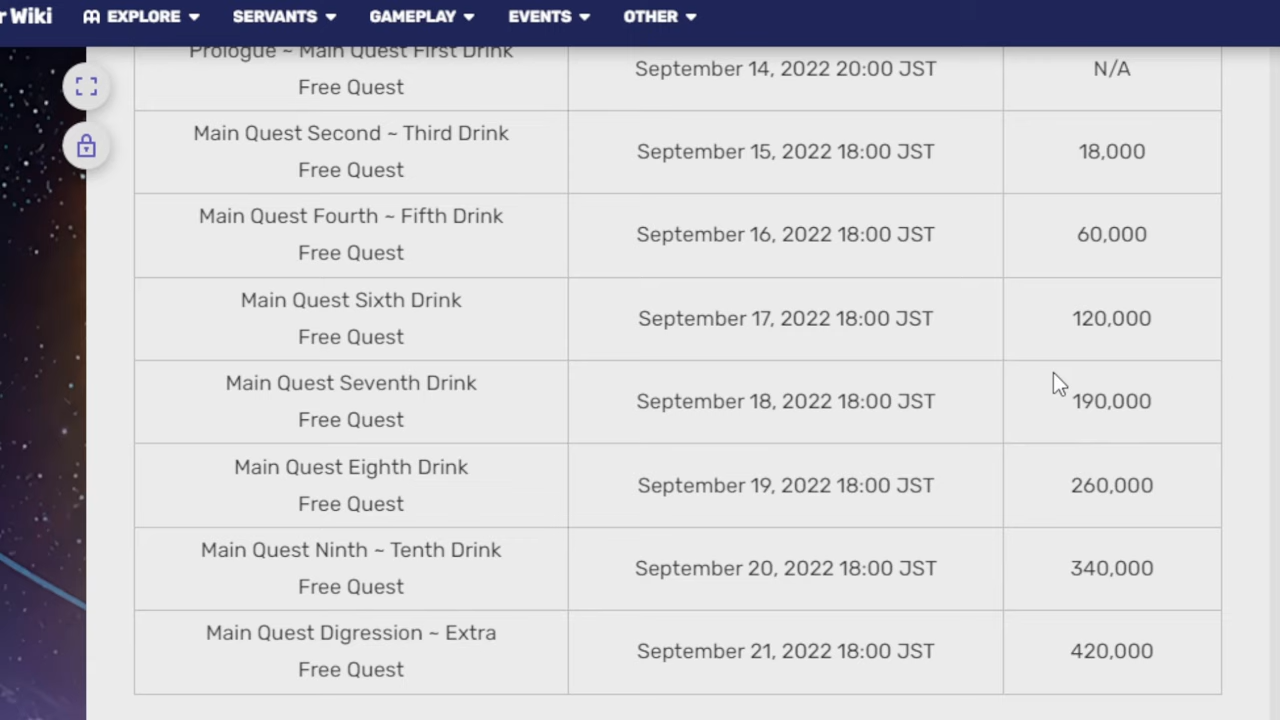 r Wiki EXPLORE SERVANTS GAMEPLAY EVENTS OTHER
Prologue ~ Main Quest First Drink
Free Quest
September 14, 2022 20:00 JST
N/A
Main Quest Second ~ Third Drink
Free Quest
September 15, 2022 18:00 JST
18,000
Main Quest Fourth ~ Fifth Drink
Free Quest
September 16, 2022 18:00 JST
60,000
Main Quest Sixth Drink
Free Quest
September 17, 2022 18:00 JST
120,000
Main Quest Seventh Drink
Free Quest
September 18, 2022 18:00 JST
190,000
Main Quest Eighth Drink
Free Quest
September 19, 2022 18:00 JST
260,000
Main Quest Ninth ~ Tenth Drink
Free Quest
September 20, 2022 18:00 JST
340,000
Main Quest Digression ~ Extra
Free Quest
September 21, 2022 18:00 JST
420,000